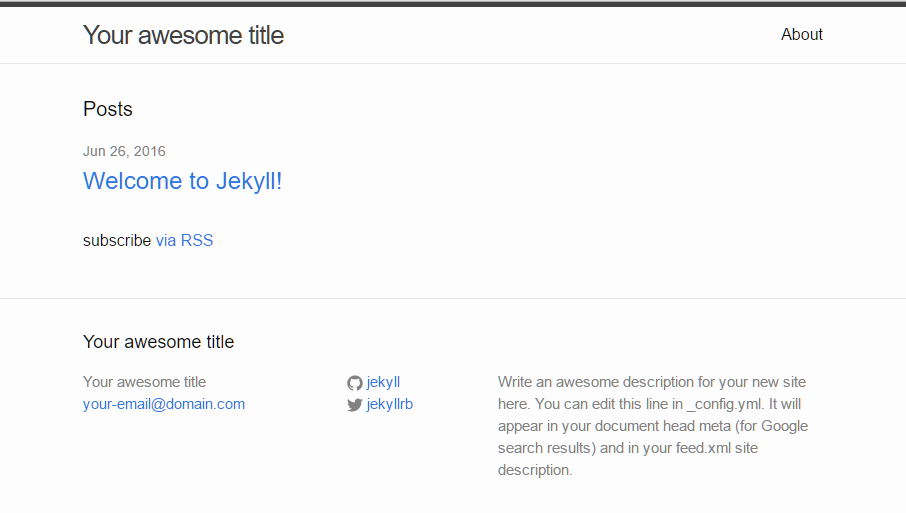 Your awesome title
About
Posts
Jun 26, 2016
Welcome to Jekyll!
subscribe via RSS
Your awesome title
Your awesome title
your-email@domain.com
jekyll
jekyllrb
Write an awesome description for your new site
here. You can edit this line in _config.yml. It will
appear in your document head meta (for Google
search results) and in your feed.xml site
description.